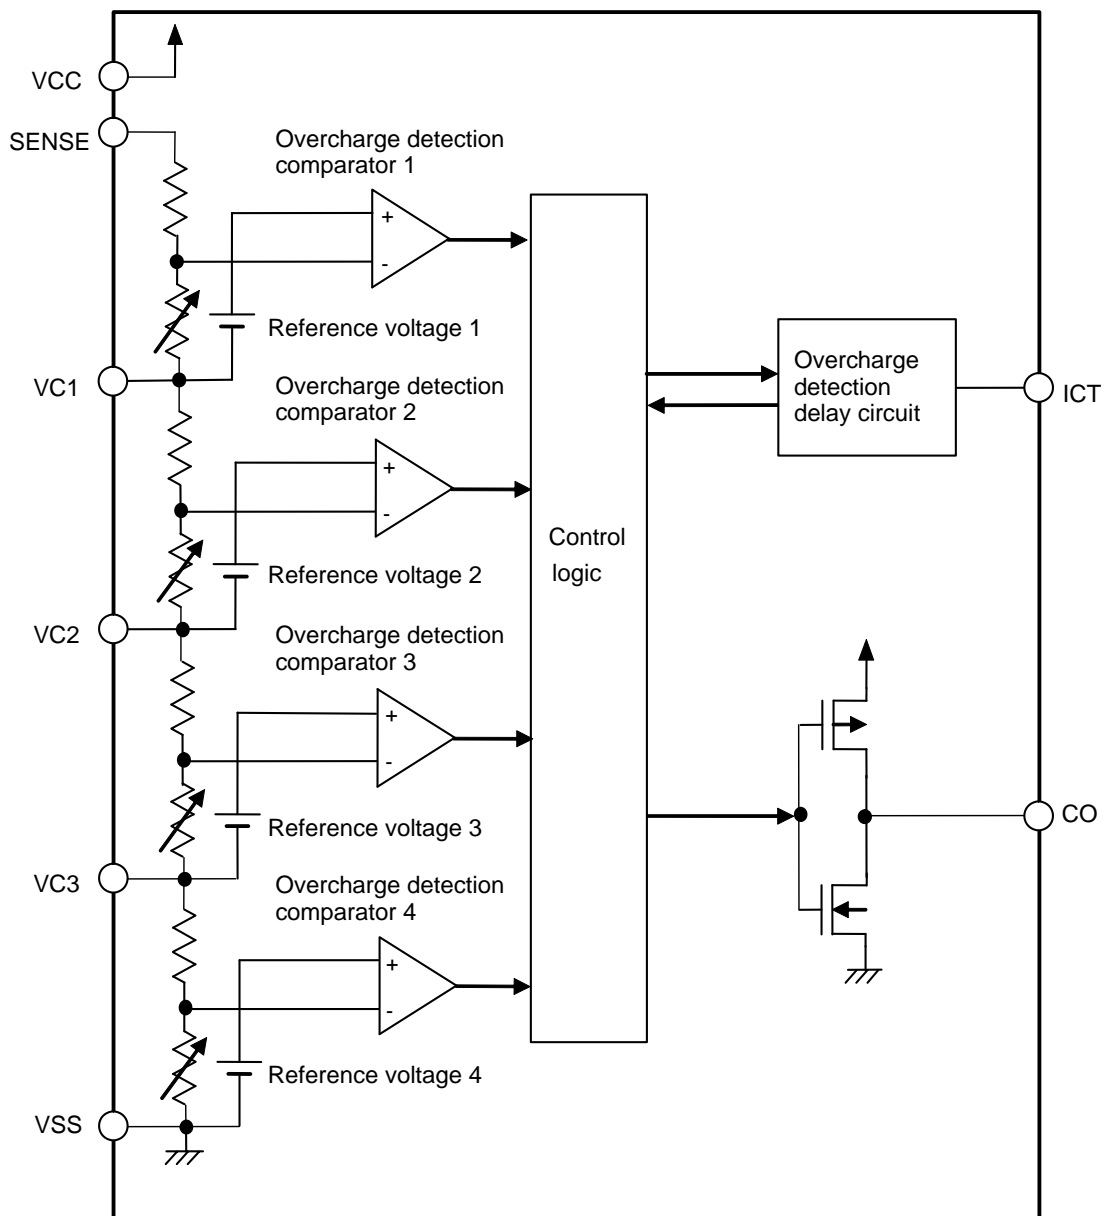 VCC
SENSE
Overcharge detection
comparator 1
+
-
Reference voltage 1
VC1
Overcharge detection
comparator 2
+
-
Reference voltage 2
VC2
Overcharge detection
comparator 3
+
-
Reference voltage 3
VC3
Overcharge detection
comparator 4
+
-
Reference voltage 4
VSS
Control
logic
Overcharge
detection
delay circuit
ICT
CO